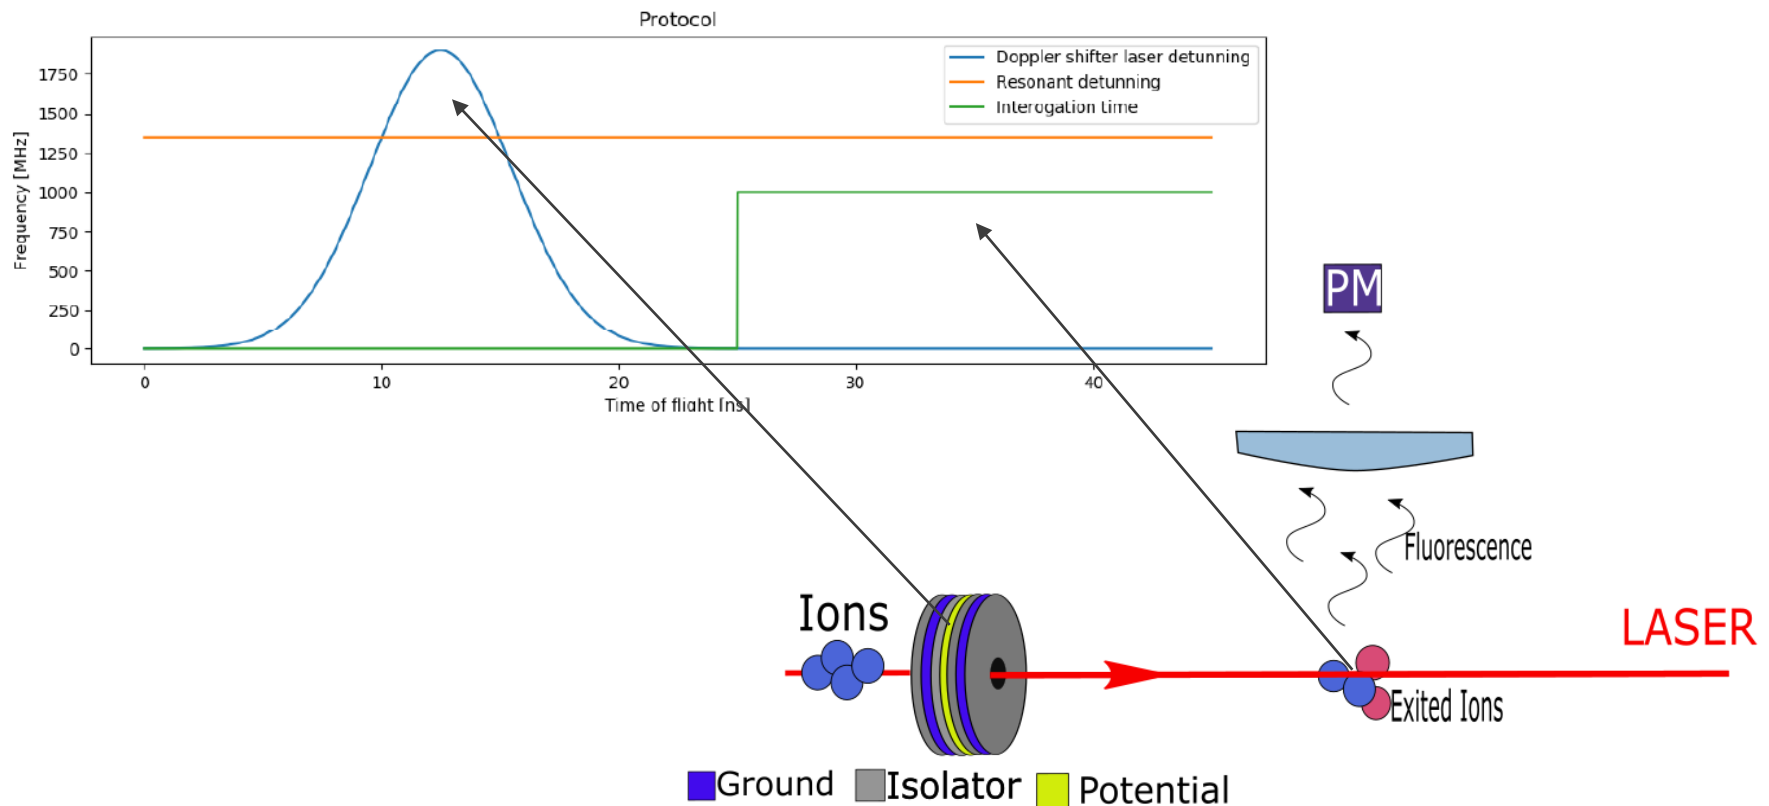 Protocol
Frequency [MHz]
1750
1500
1250
1000
750
500
250
0
Doppler shifter laser detunning
Resonant detunning
Interogation time
0 10 20 30 40
Time of flight [ns]
PM
Fluorescence
Ions
LASER
Exited Ions
Ground Isolator Potential